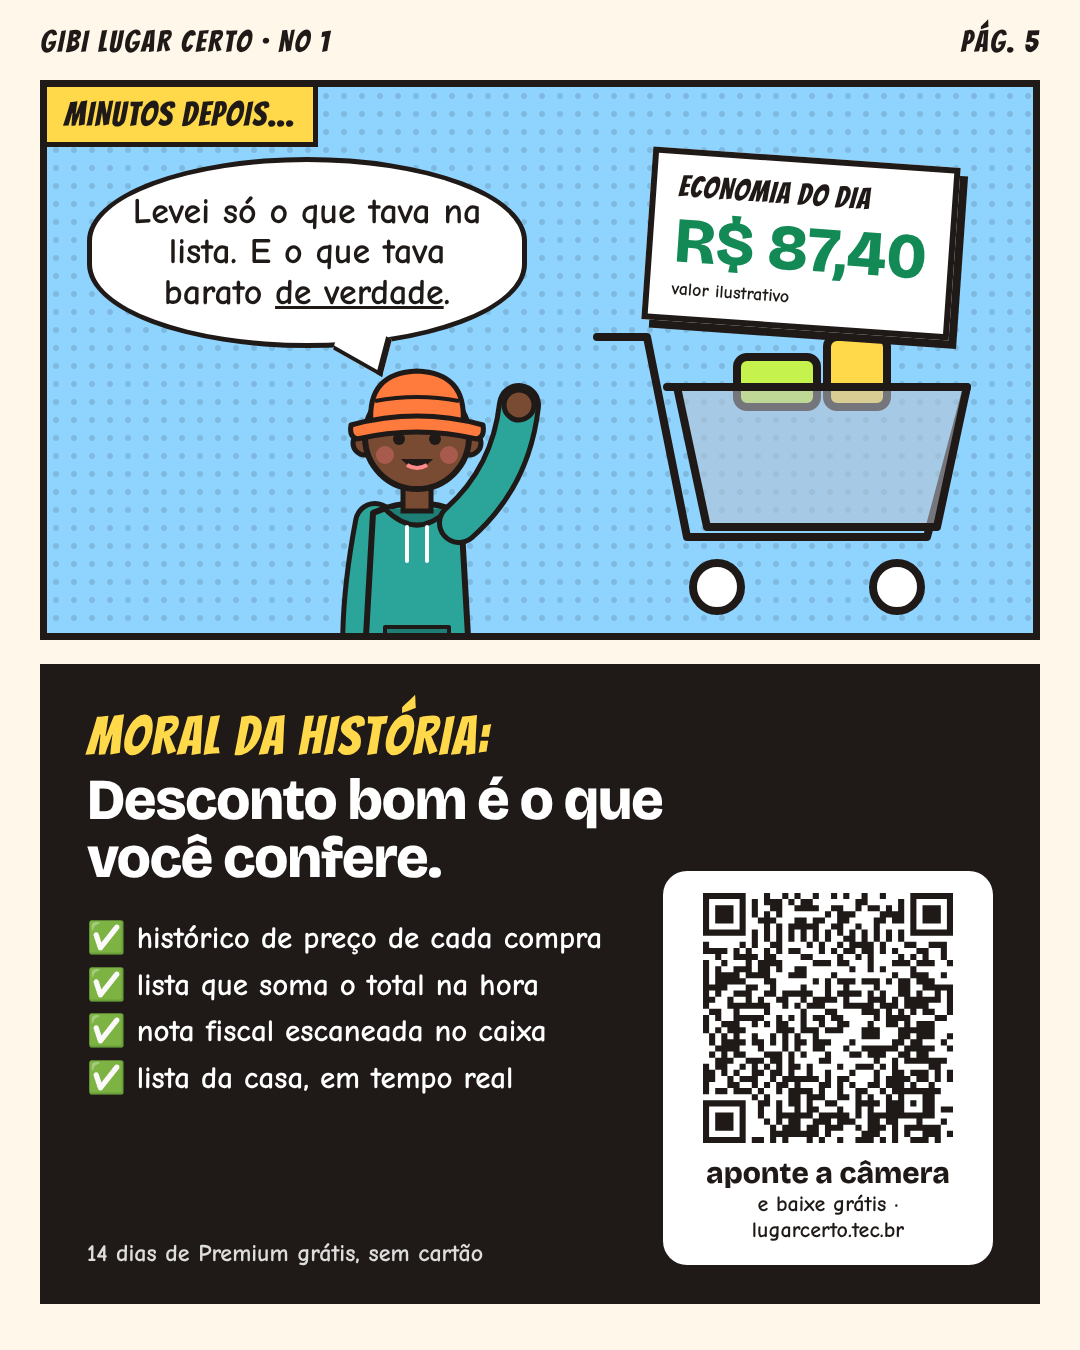 GIBI LUGAR CERTO · NO 1
PÁG. 5
MINUTOS DEPOIS...
Levei só o que tava na
lista. E o que tava
barato de verdade.
ECONOMIA DO DIA
R$ 87,40
valor ilustrativo
MORAL DA HISTÓRIA:
Desconto bom é o que
você confere.
✅ histórico de preço de cada compra
✅ lista que soma o total na hora
✅ nota fiscal escaneada no caixa
✅ lista da casa, em tempo real
14 dias de Premium grátis, sem cartão
aponte a câmera
e baixe grátis ·
lugarcerto.tec.br